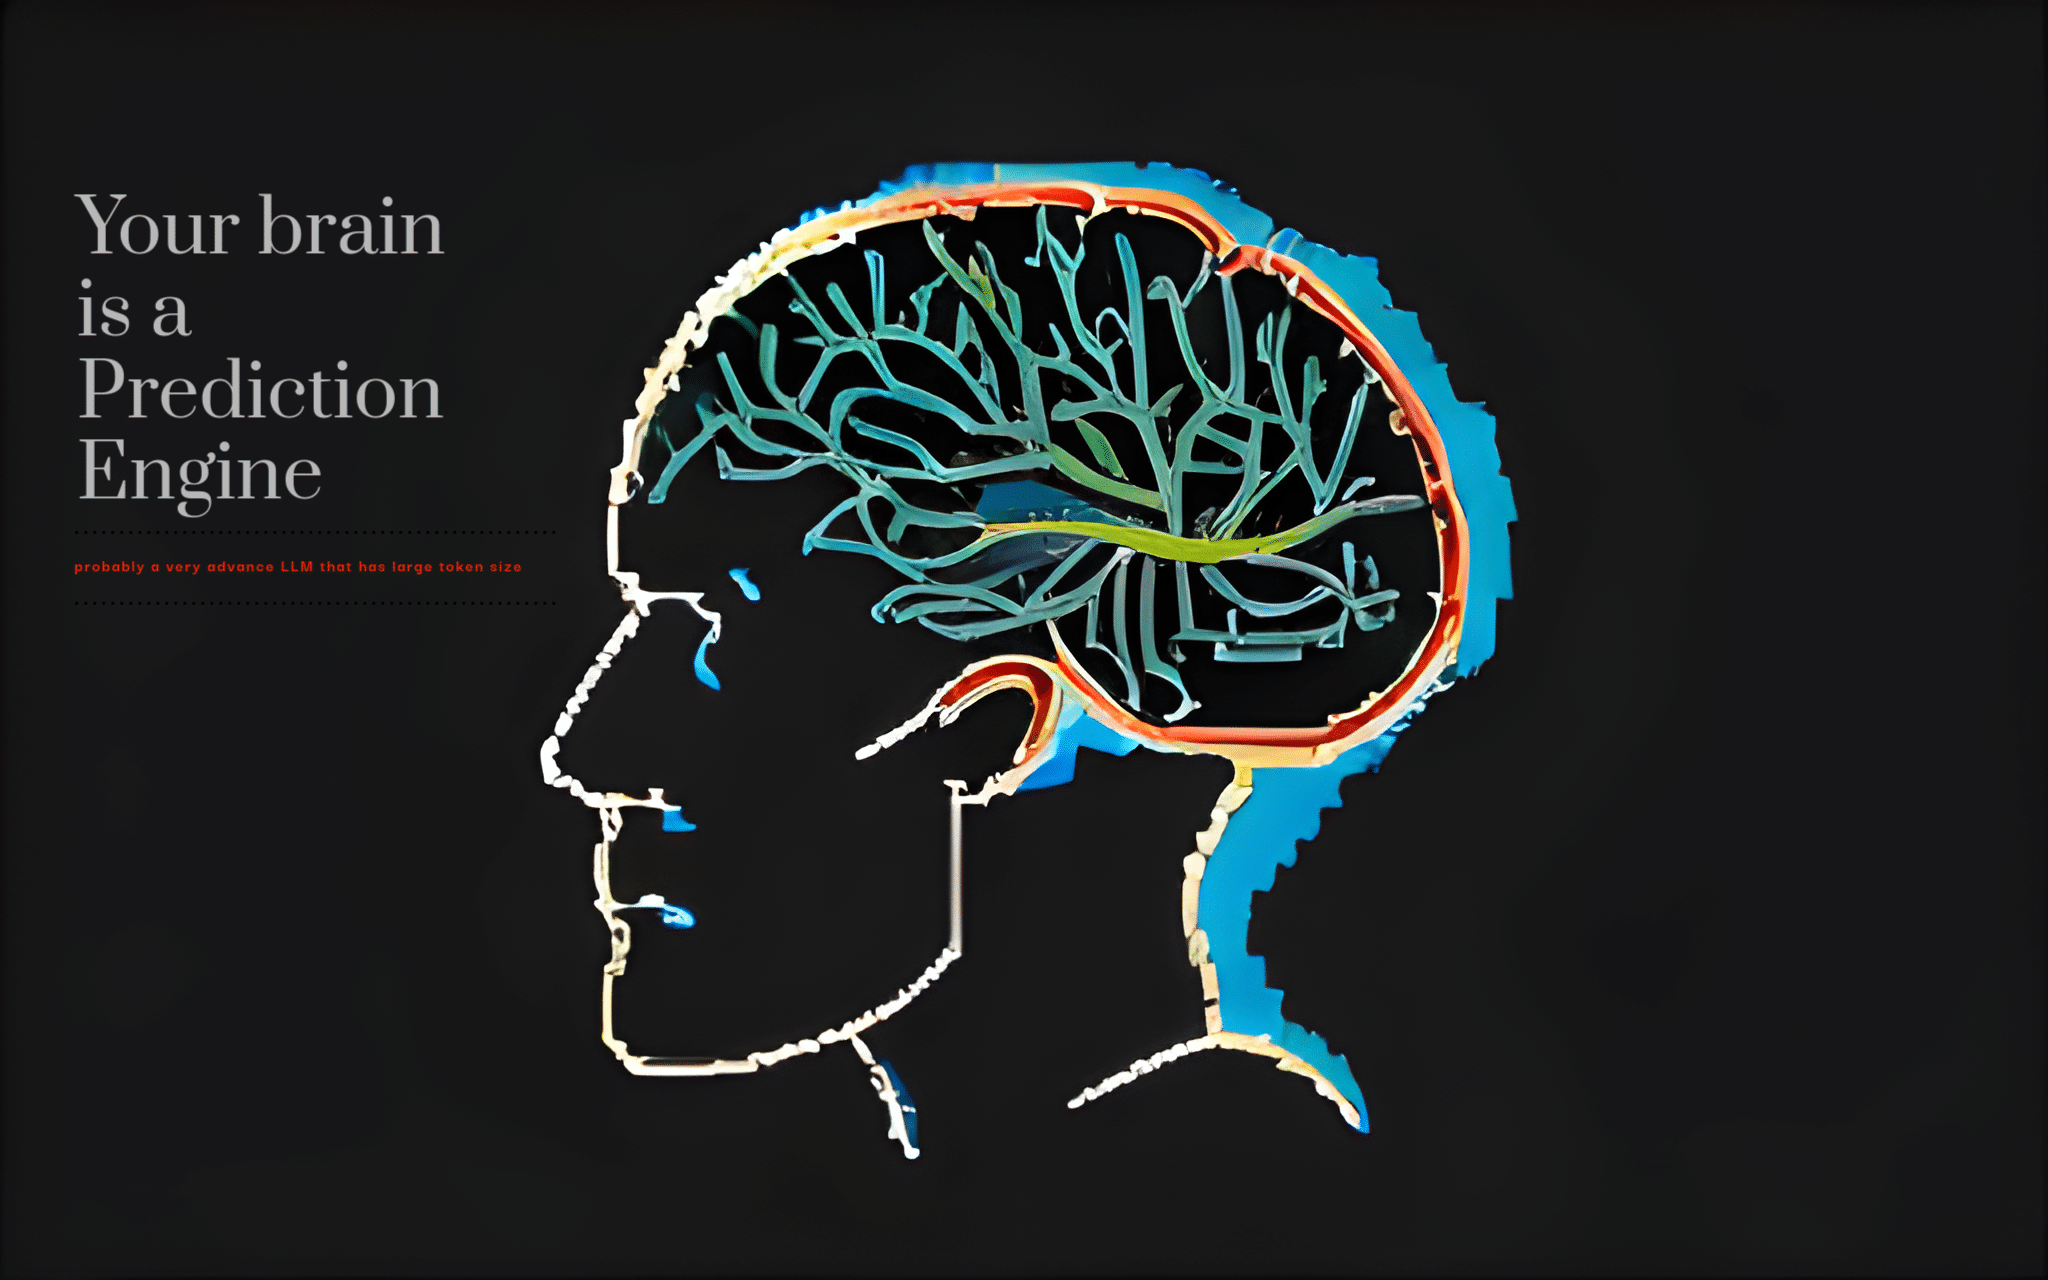 Your brain
is a
Prediction
Engine
probably a very advance LLM that has large token size